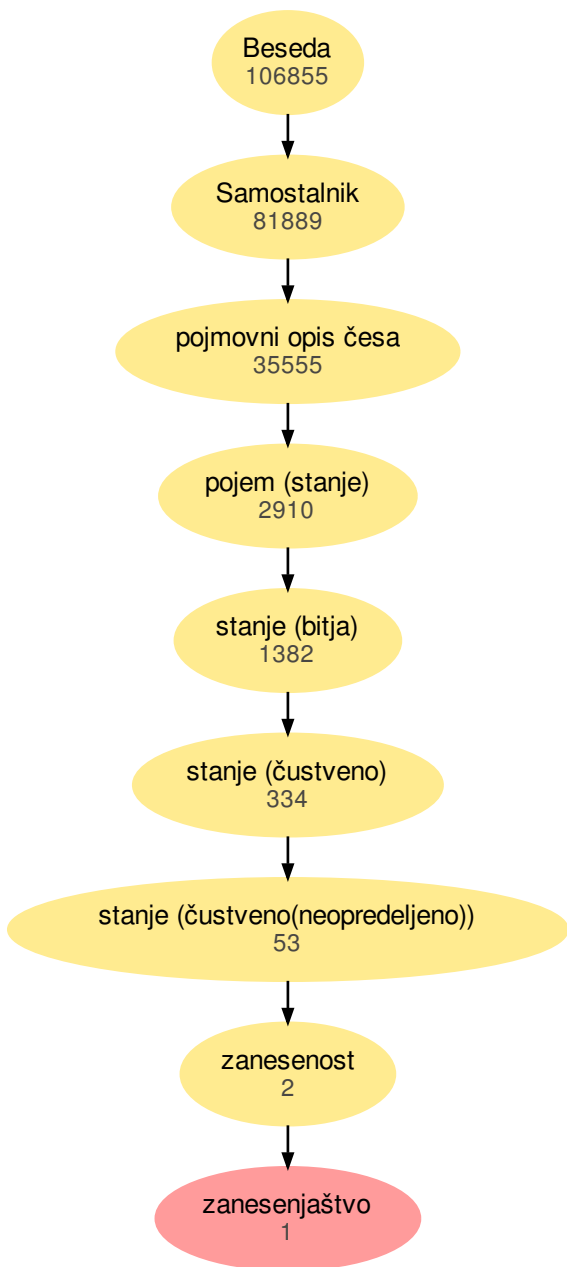 Beseda
106855
Samostalnik
81889
pojmovni opis česa
35555
pojem (stanje)
2910
stanje (bitja)
1382
stanje (čustveno)
334
stanje (čustveno(neopredeljeno))
53
zanesenost
2
zanesenjaštvo
1